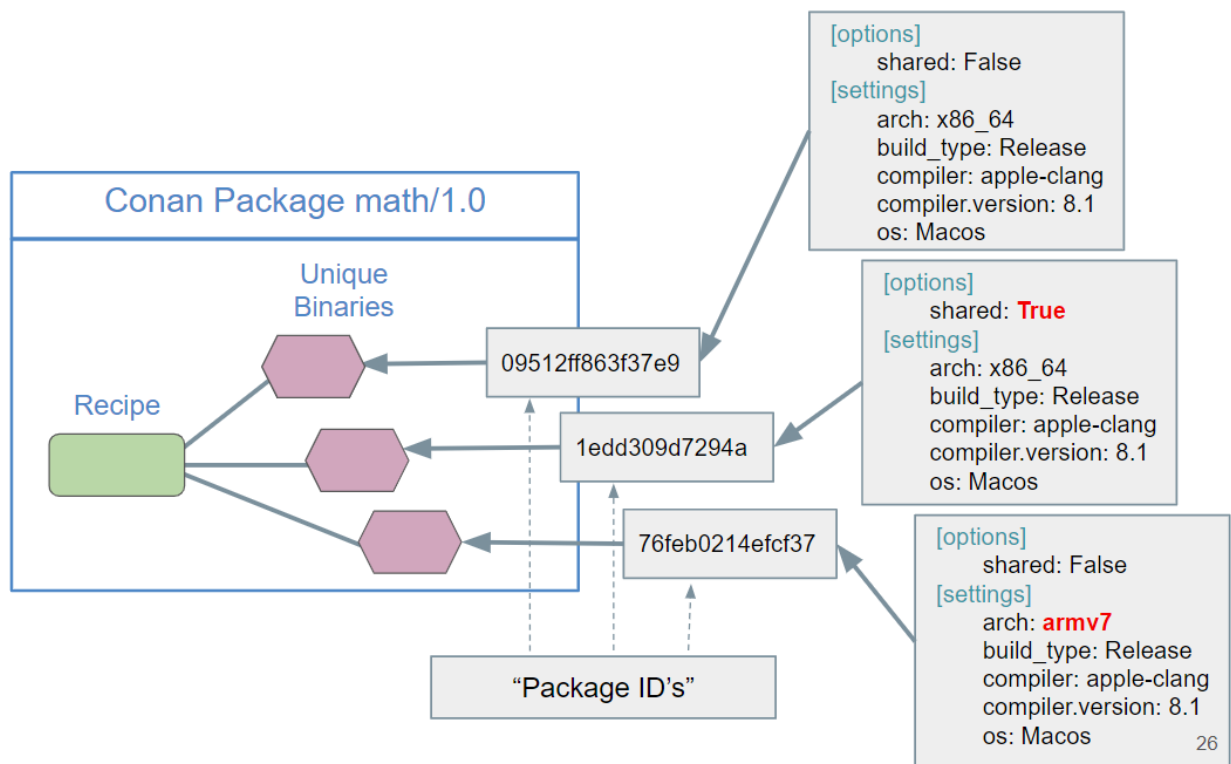 [options]
shared: False
[settings]
arch: x86_64
build_type: Release
compiler: apple-clang
compiler.version: 8.1
os: Macos
Conan Package math/1.0
Unique
Binaries
Recipe
09512ff863f37e9
1edd309d7294a
76feb0214efcf37
[options]
shared: True
[settings]
arch: x86_64
build_type: Release
compiler: apple-clang
compiler.version: 8.1
os: Macos
[options]
shared: False
[settings]
arch: armv7
build_type: Release
compiler: apple-clang
compiler.version: 8.1
os: Macos
“Package ID’s”
26